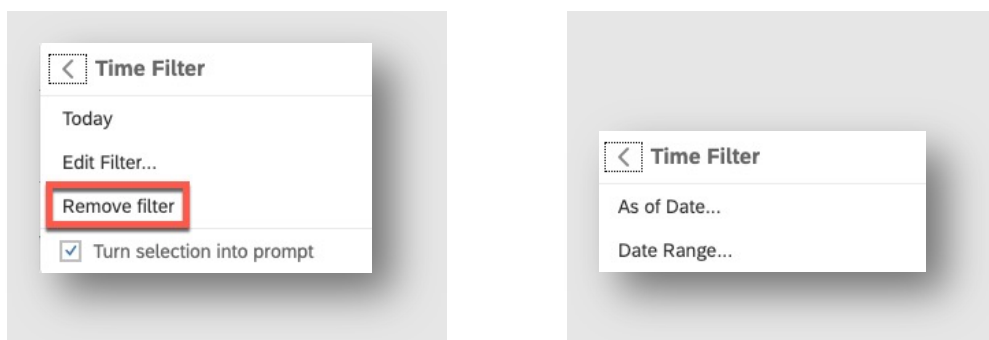 Time Filter
Today
Edit Filter...
Remove filter
Turn selection into prompt
Time Filter
As of Date...
Date Range...